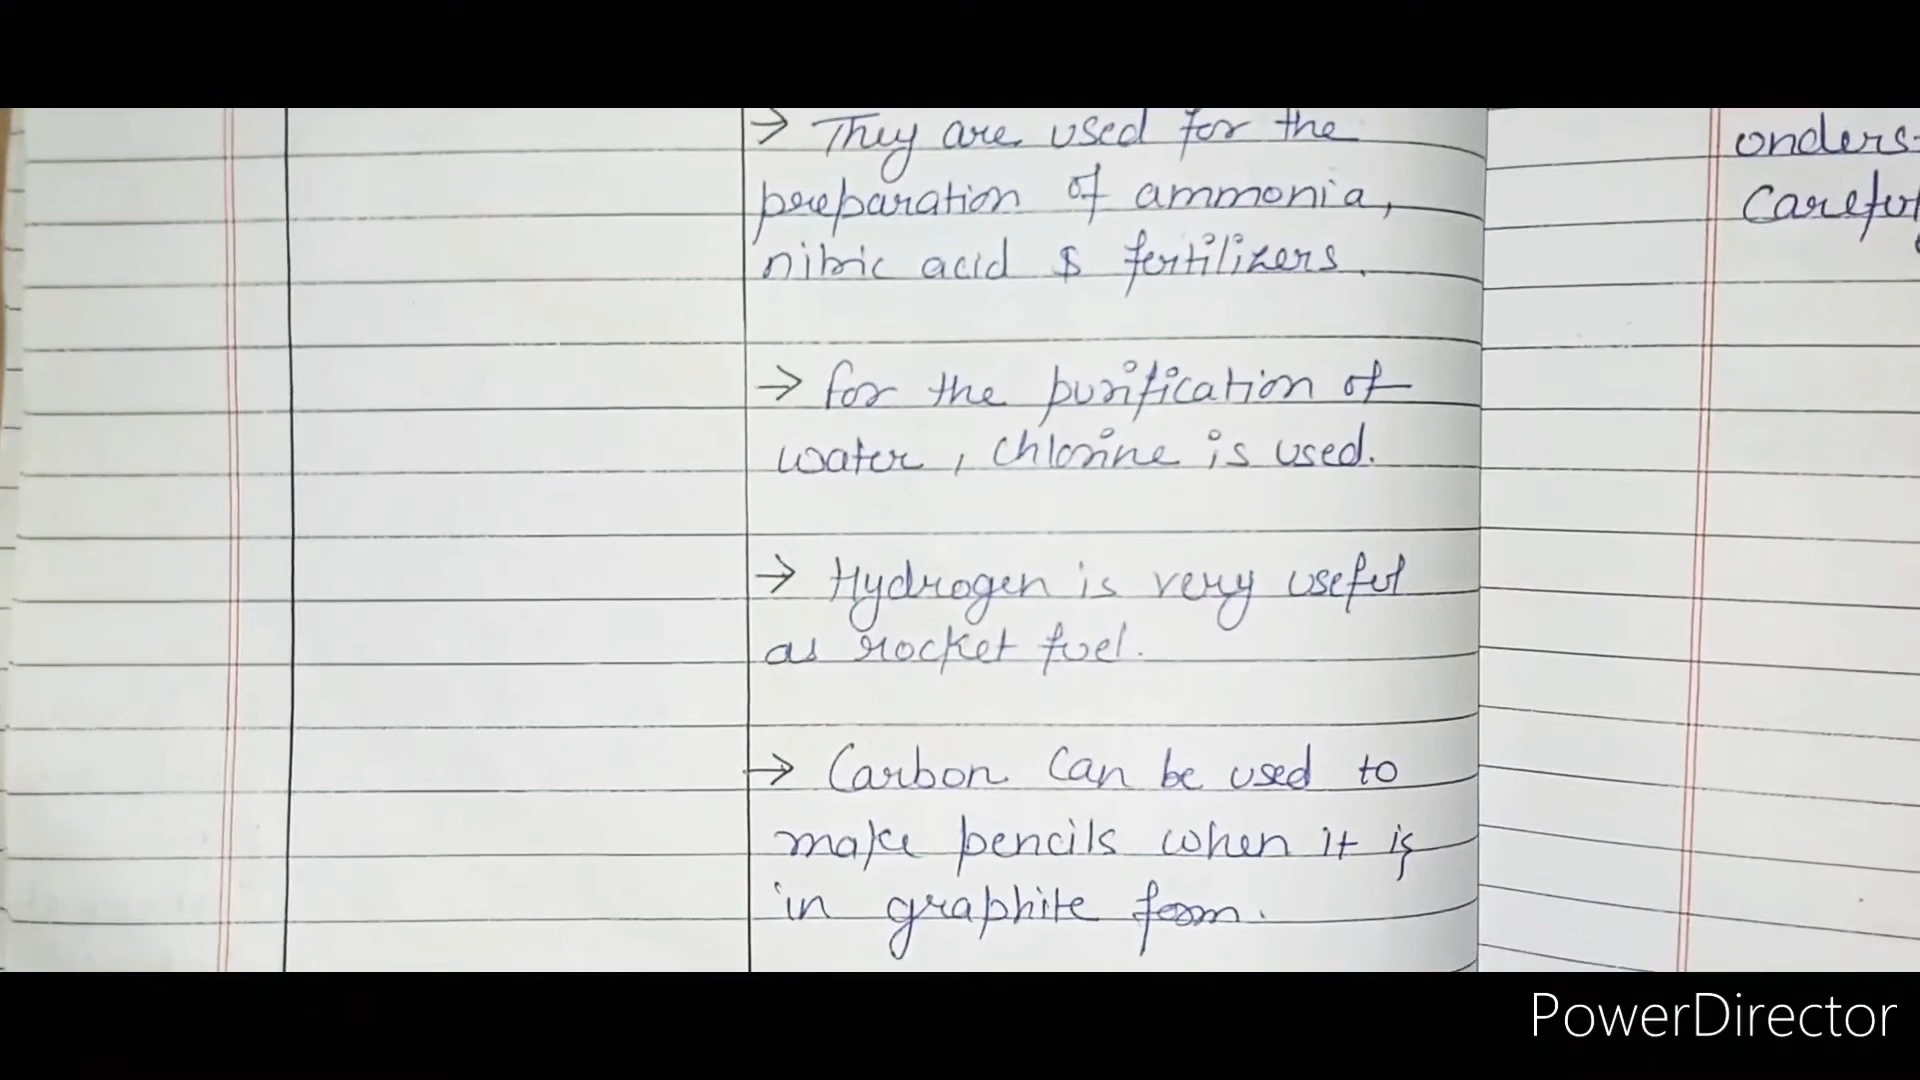 → They are used for the
preparation of ammonia,
nitric acid & fertilizers.
→ for the purification of
water, chlorine is used.
→ Hydrogen is very useful
as rocket fuel.
→ Carbon can be used to
make pencils when it is
in graphite form.
onders-
Careful
PowerDirector